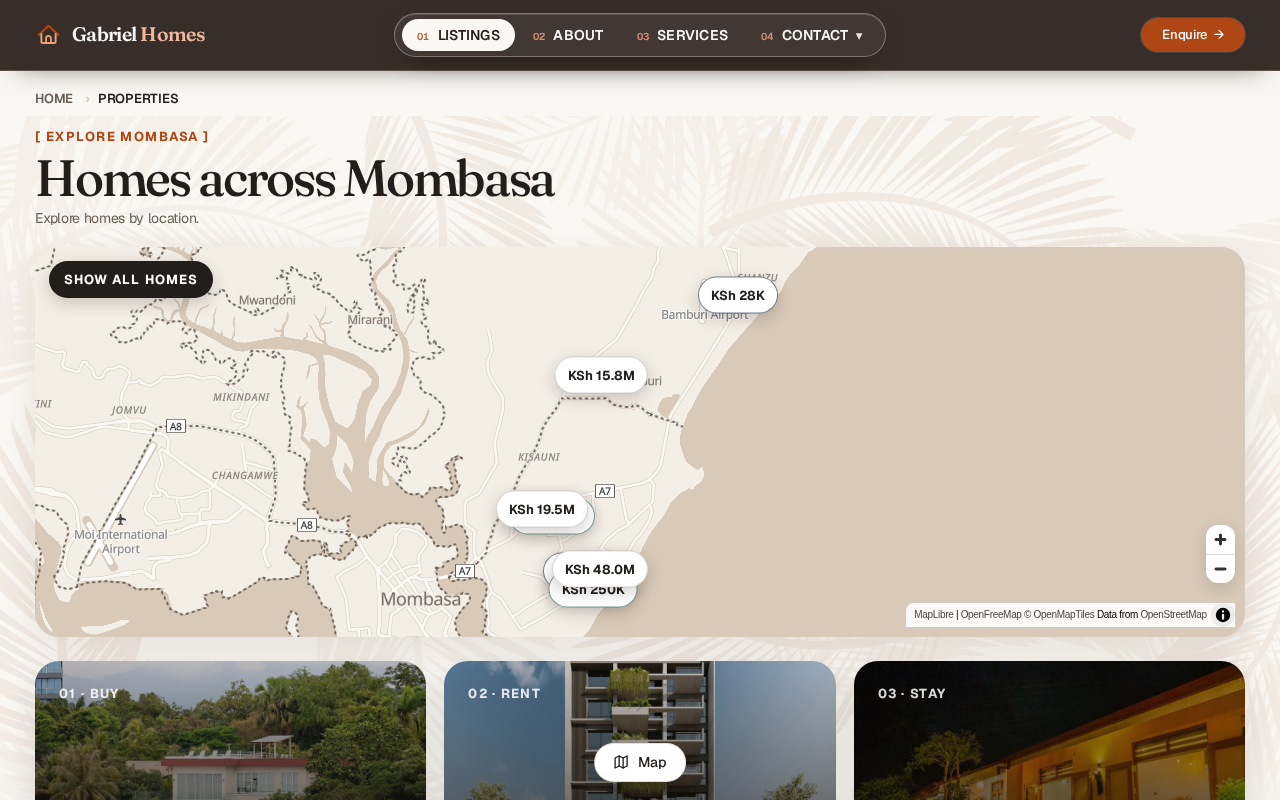 Gabriel Homes
01 LISTINGS
02 ABOUT
03 SERVICES
04 CONTACT ▾
Enquire →
HOME › PROPERTIES
[ EXPLORE MOMBASA ]
Homes across Mombasa
Explore homes by location.
SHOW ALL HOMES
Mwandoni
Mirarani
KSh 28K
Bamburi Airport
KSh 15.8M
MIKINDANI
JOMVU
A8
KISAUNI
CHANGAMWE
A7
KSh 19.5M
A8
Moi International
Airport
A7
KSh 48.0M
KSh 250K
Mombasa
MapLibre | OpenFreeMap © OpenMapTiles Data from OpenStreetMap
01 · BUY
02 · RENT
03 · STAY
Map